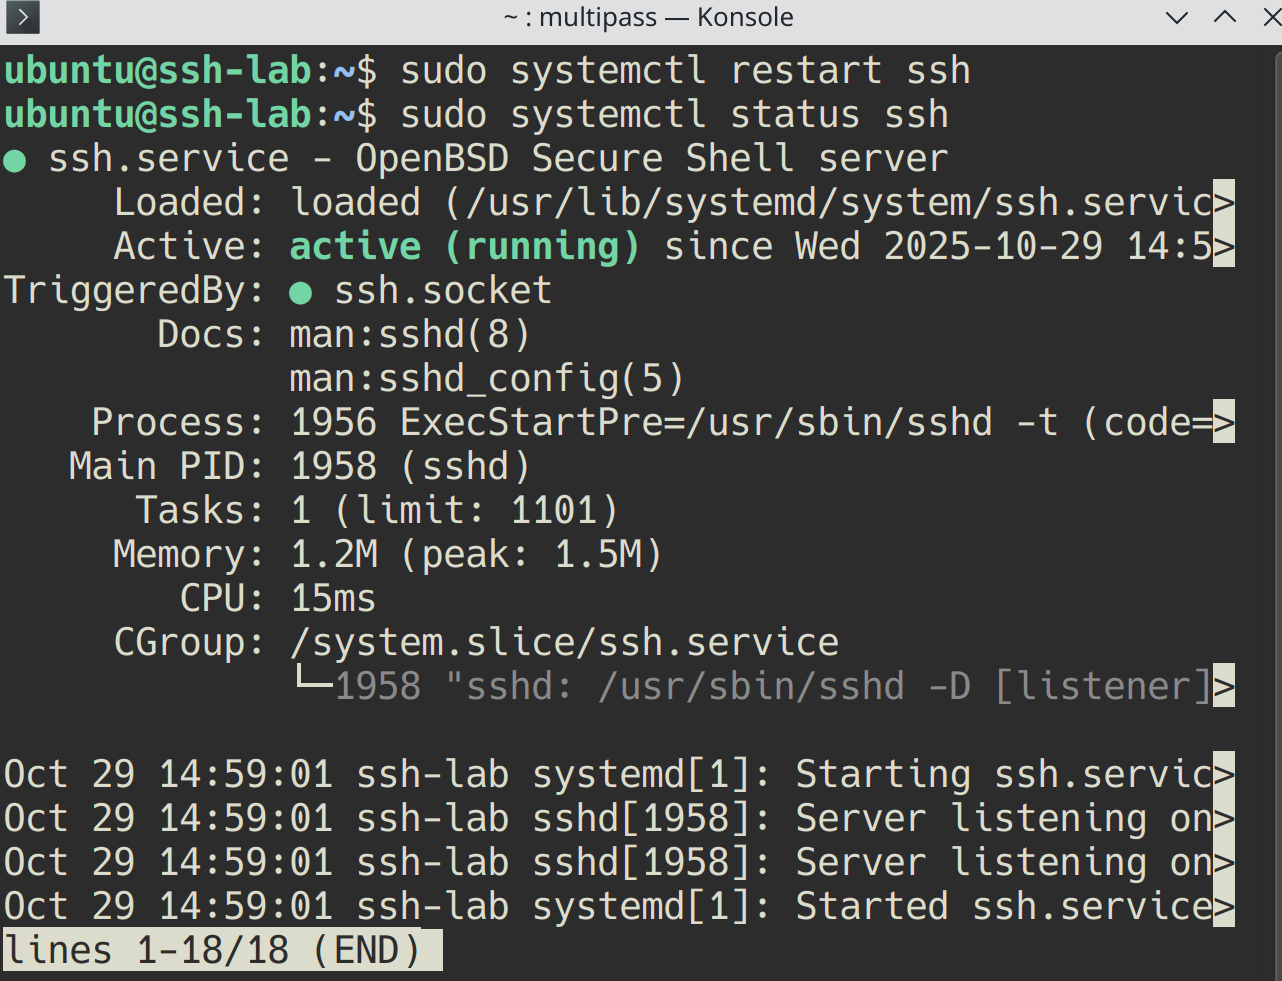 ~ : multipass — Konsole
ubuntu@ssh-lab:~$ sudo systemctl restart ssh
ubuntu@ssh-lab:~$ sudo systemctl status ssh
● ssh.service - OpenBSD Secure Shell server
     Loaded: loaded (/usr/lib/systemd/system/ssh.servic>
     Active: active (running) since Wed 2025-10-29 14:5>
TriggeredBy: ● ssh.socket
       Docs: man:sshd(8)
             man:sshd_config(5)
    Process: 1956 ExecStartPre=/usr/sbin/sshd -t (code=>
   Main PID: 1958 (sshd)
      Tasks: 1 (limit: 1101)
     Memory: 1.2M (peak: 1.5M)
        CPU: 15ms
     CGroup: /system.slice/ssh.service
             └─1958 "sshd: /usr/sbin/sshd -D [listener]>
Oct 29 14:59:01 ssh-lab systemd[1]: Starting ssh.servic>
Oct 29 14:59:01 ssh-lab sshd[1958]: Server listening on>
Oct 29 14:59:01 ssh-lab sshd[1958]: Server listening on>
Oct 29 14:59:01 ssh-lab systemd[1]: Started ssh.service>
lines 1-18/18 (END)